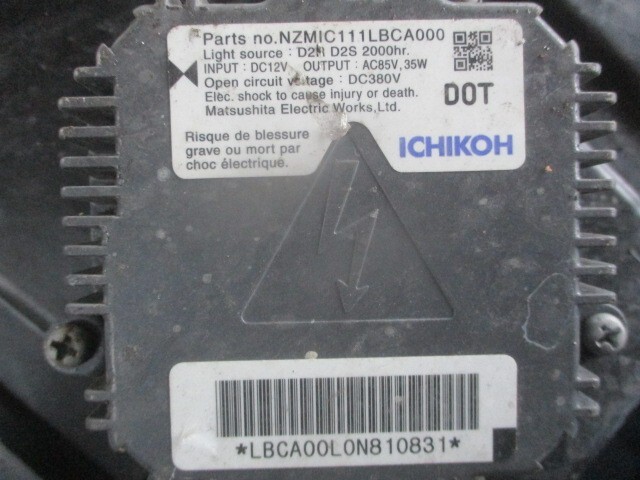 Parts no.NZMIC111LBCA000
Light source : D2R D2S 2000hr.
INPUT : DC12V OUTPUT : AC85V, 35W
Open circuit voltage : DC380V
Elec. shock to cause injury or death.
Matsushita Electric Works,Ltd.
DOT
Risque de blessure
grave ou mort par
choc électrique.
ICHIKOH
*LBCA00L0N810831*